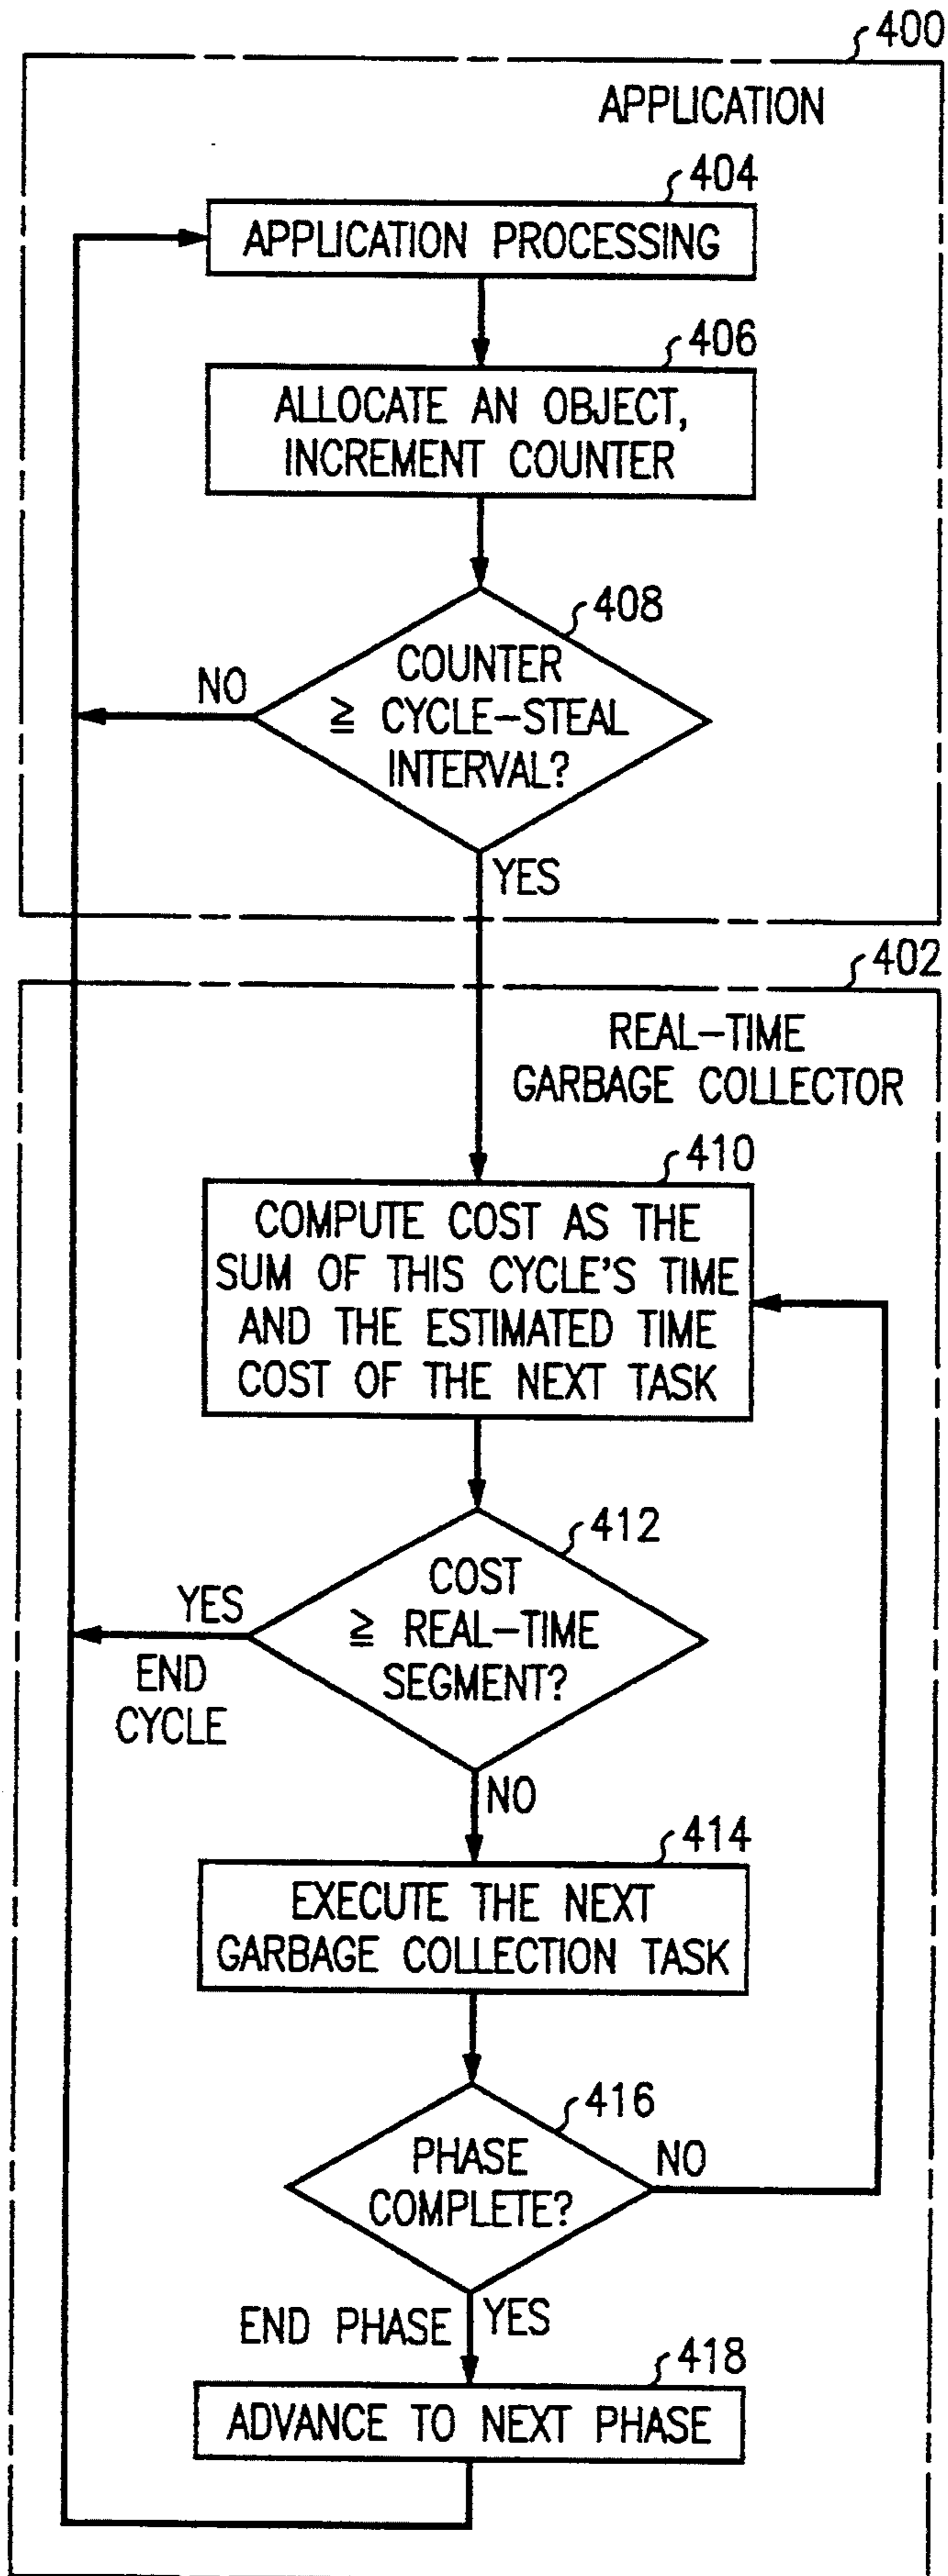 400
APPLICATION
404
APPLICATION PROCESSING
406
ALLOCATE AN OBJECT,
INCREMENT COUNTER
408
COUNTER
≧ CYCLE-STEAL
INTERVAL?
NO
YES
402
REAL-TIME
GARBAGE COLLECTOR
410
COMPUTE COST AS THE
SUM OF THIS CYCLE'S TIME
AND THE ESTIMATED TIME
COST OF THE NEXT TASK
412
COST
≧ REAL-TIME
SEGMENT?
YES
END
CYCLE
NO
414
EXECUTE THE NEXT
GARBAGE COLLECTION TASK
416
PHASE
COMPLETE?
NO
END PHASE
YES
418
ADVANCE TO NEXT PHASE